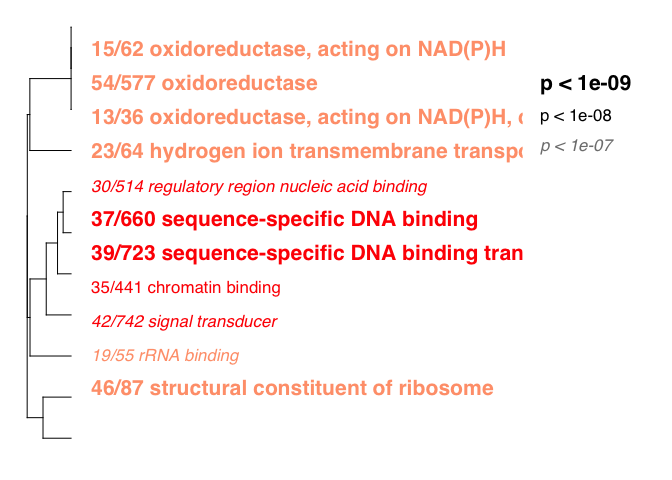 15/62 oxidoreductase, acting on NAD(P)H
54/577 oxidoreductase
13/36 oxidoreductase, acting on NAD(P)H,
23/64 hydrogen ion transmembrane transpo
30/514 regulatory region nucleic acid binding
37/660 sequence-specific DNA binding
39/723 sequence-specific DNA binding tran
35/441 chromatin binding
42/742 signal transducer
19/55 rRNA binding
46/87 structural constituent of ribosome
p < 1e-09
p < 1e-08
p < 1e-07